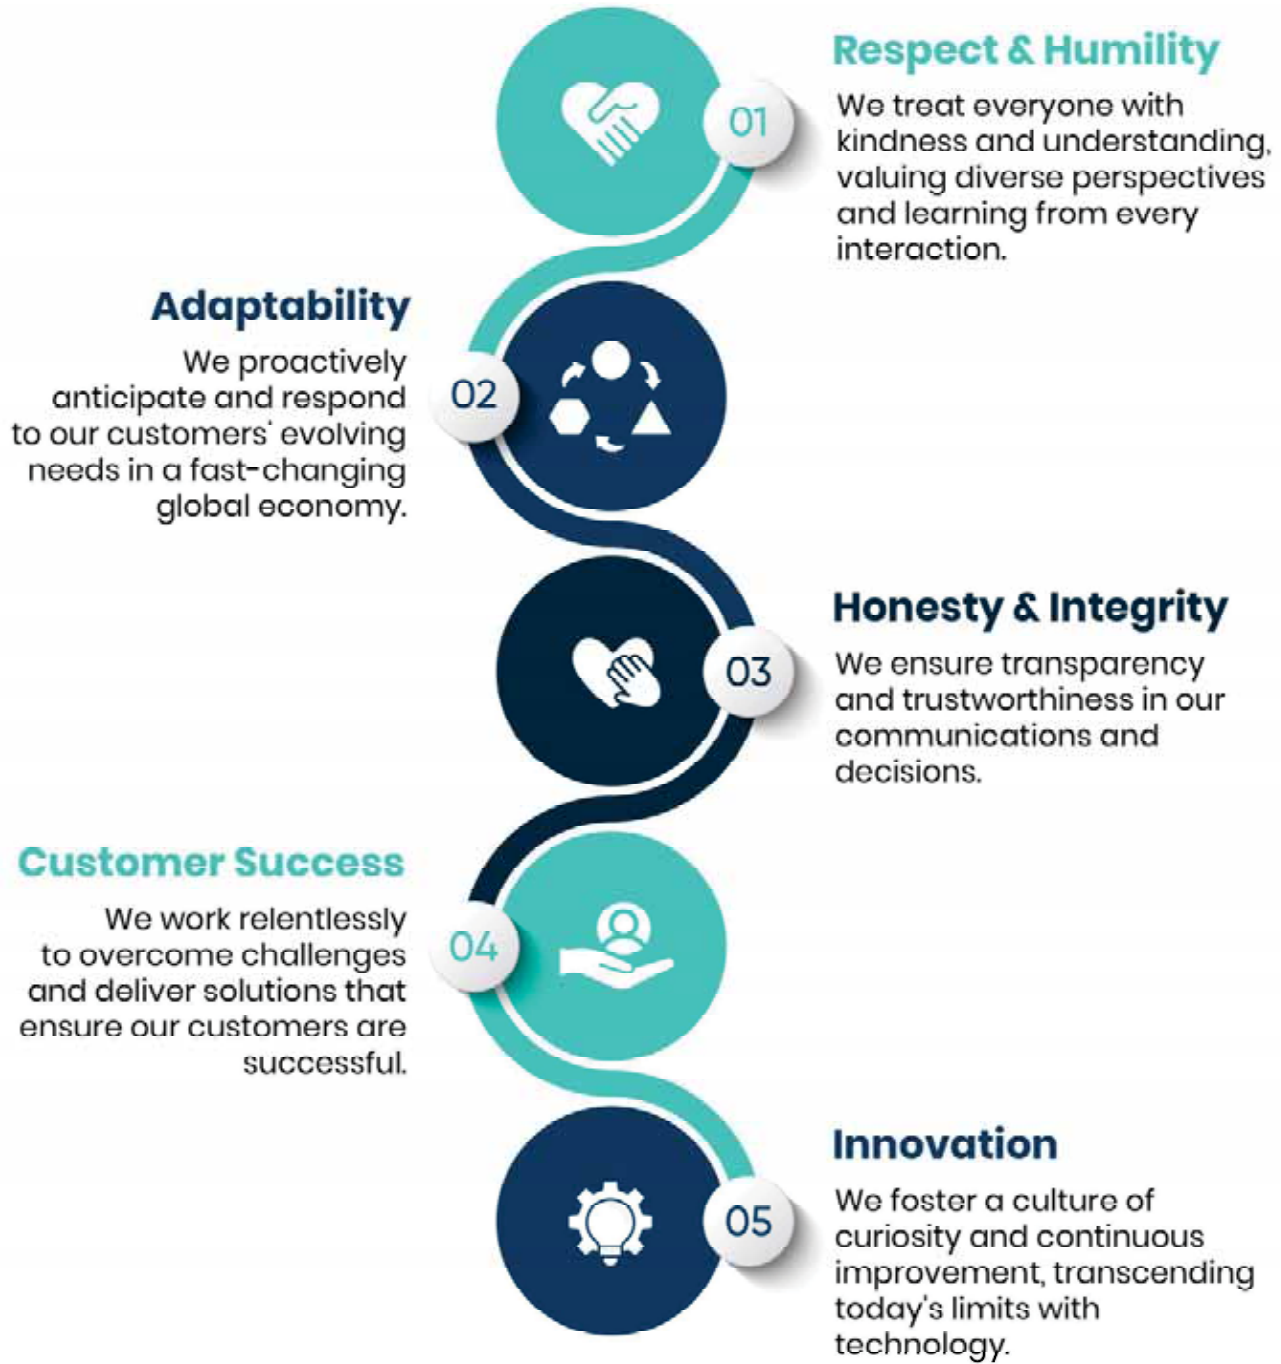 Respect & Humility
01
We treat everyone with
kindness and understanding,
valuing diverse perspectives
and learning from every
interaction.
Adaptability
We proactively
anticipate and respond
to our customers' evolving
needs in a fast-changing
global economy.
02
Honesty & Integrity
03
We ensure transparency
and trustworthiness in our
communications and
decisions.
Customer Success
We work relentlessly
to overcome challenges
and deliver solutions that
ensure our customers are
successful.
04
Innovation
05
We foster a culture of
curiosity and continuous
improvement, transcending
today's limits with
technology.